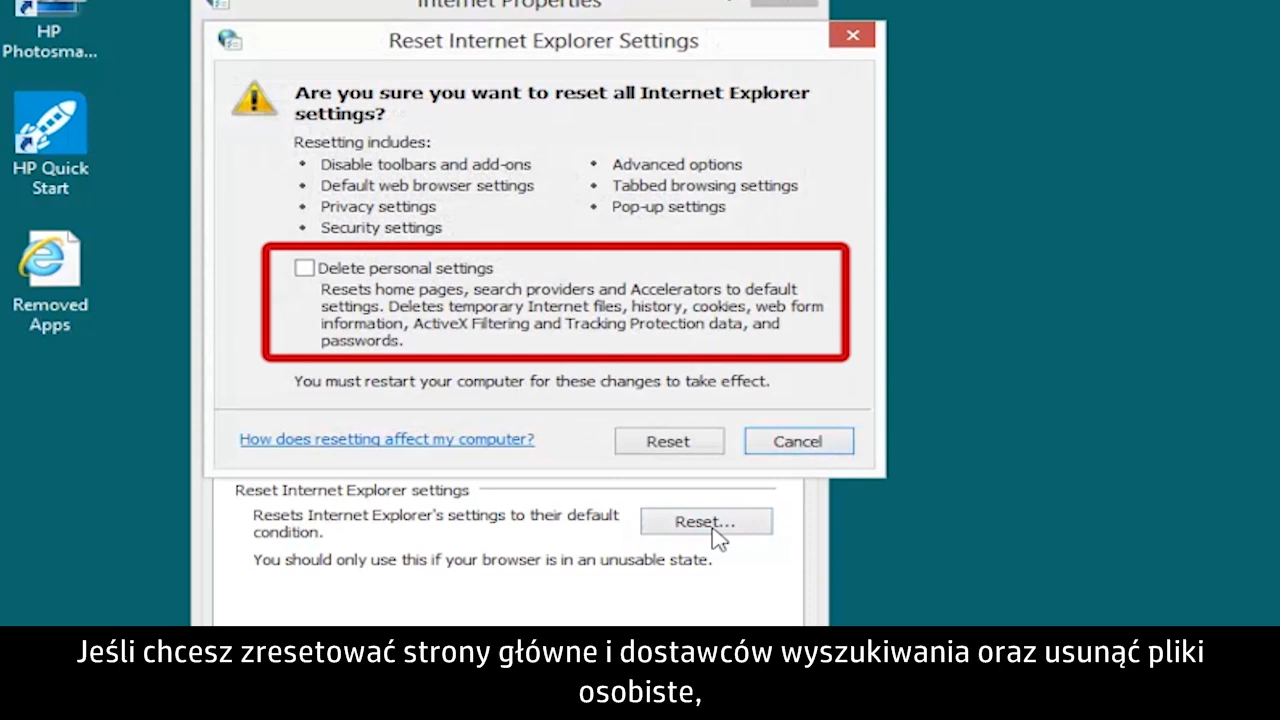 Internet Properties
HP
Photosma...
Reset Internet Explorer Settings
Are you sure you want to reset all Internet Explorer
settings?
Resetting includes:
• Disable toolbars and add-ons
• Default web browser settings
• Privacy settings
• Security settings
• Advanced options
• Tabbed browsing settings
• Pop-up settings
HP Quick
Start
Delete personal settings
Resets home pages, search providers and Accelerators to default
settings. Deletes temporary Internet files, history, cookies, web form
information, ActiveX Filtering and Tracking Protection data, and
passwords.
Removed
Apps
You must restart your computer for these changes to take effect.
How does resetting affect my computer?
Reset
Cancel
Reset Internet Explorer settings
Resets Internet Explorer's settings to their default
condition.
Reset...
You should only use this if your browser is in an unusable state.
Jeśli chcesz zresetować strony główne i dostawców wyszukiwania oraz usunąć pliki
osobiste,